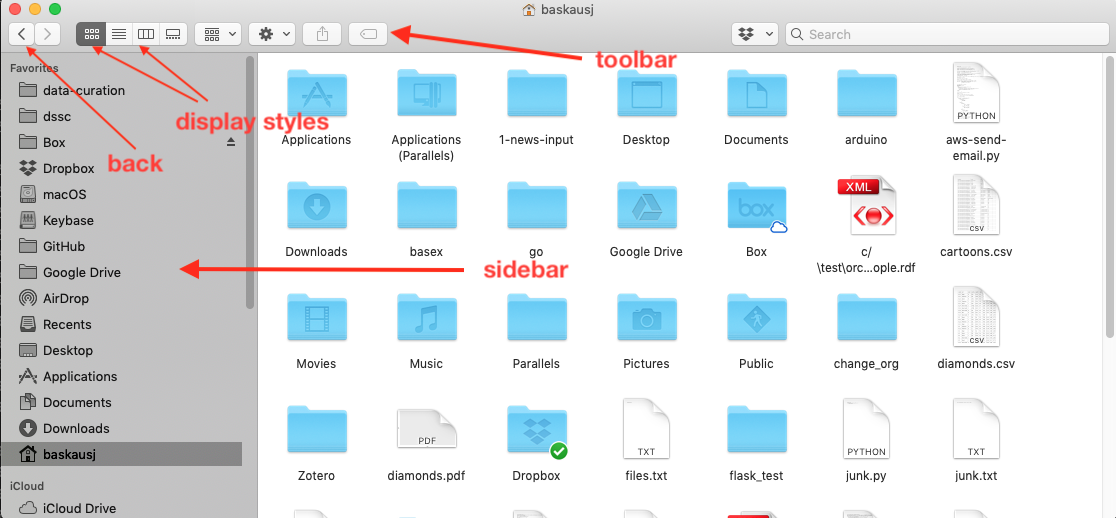 baskausj
Search
toolbar
display styles
back
sidebar
Favorites
data-curation
dssc
Box
Dropbox
macOS
Keybase
GitHub
Google Drive
AirDrop
Recents
Desktop
Applications
Documents
Downloads
baskausj
iCloud
iCloud Drive
PYTHON
Applications
Applications
(Parallels)
1-news-input
Desktop
Documents
arduino
aws-send-
email.py
box
XML
CSV
Downloads
basex
go
Google Drive
Box
c/
\test\orc...ople.rdf
cartoons.csv
CSV
Movies
Music
Parallels
Pictures
Public
change_org
diamonds.csv
PDF
TXT
PYTHON
TXT
Zotero
diamonds.pdf
Dropbox
files.txt
flask_test
junk.py
junk.txt